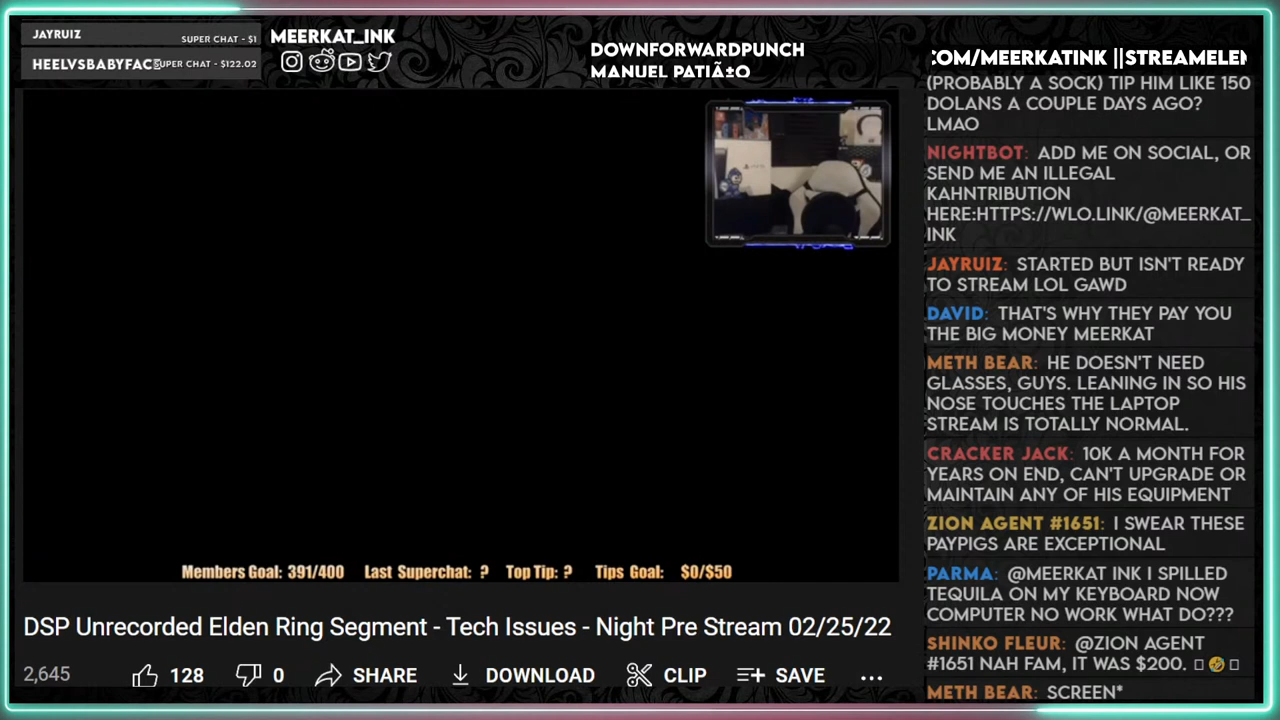 JAYRUIZ
SUPER CHAT - $1
HEELVSBABYFAC
SUPER CHAT - $122.02
MEERKAT_INK
DOWNFORWARDPUNCH
MANUEL PATIñO
:OM/MEERKATINK ||STREAMELEM
(PROBABLY A SOCK) TIP HIM LIKE 150
DOLANS A COUPLE DAYS AGO?
LMAO
NIGHTBOT: ADD ME ON SOCIAL, OR
SEND ME AN ILLEGAL
KAHNTRIBUTION
HERE:HTTPS://WLO.LINK/@MEERKAT_
INK
JAYRUIZ: STARTED BUT ISN'T READY
TO STREAM LOL GAWD
DAVID: THAT'S WHY THEY PAY YOU
THE BIG MONEY MEERKAT
METH BEAR: HE DOESN'T NEED
GLASSES, GUYS. LEANING IN SO HIS
NOSE TOUCHES THE LAPTOP
STREAM IS TOTALLY NORMAL.
CRACKER JACK: 10K A MONTH FOR
YEARS ON END, CAN'T UPGRADE OR
MAINTAIN ANY OF HIS EQUIPMENT
ZION AGENT #1651: I SWEAR THESE
PAYPIGS ARE EXCEPTIONAL
PARMA: @MEERKAT INK I SPILLED
TEQUILA ON MY KEYBOARD NOW
COMPUTER NO WORK WHAT DO???
SHINKO FLEUR: @ZION AGENT
#1651 NAH FAM, IT WAS $200. 🤣
METH BEAR: SCREEN*
Members Goal: 391/400 Last Superchat: ? Top Tip: ? Tips Goal: $0/$50
DSP Unrecorded Elden Ring Segment - Tech Issues - Night Pre Stream 02/25/22
2,645 128 0 SHARE DOWNLOAD CLIP SAVE ...